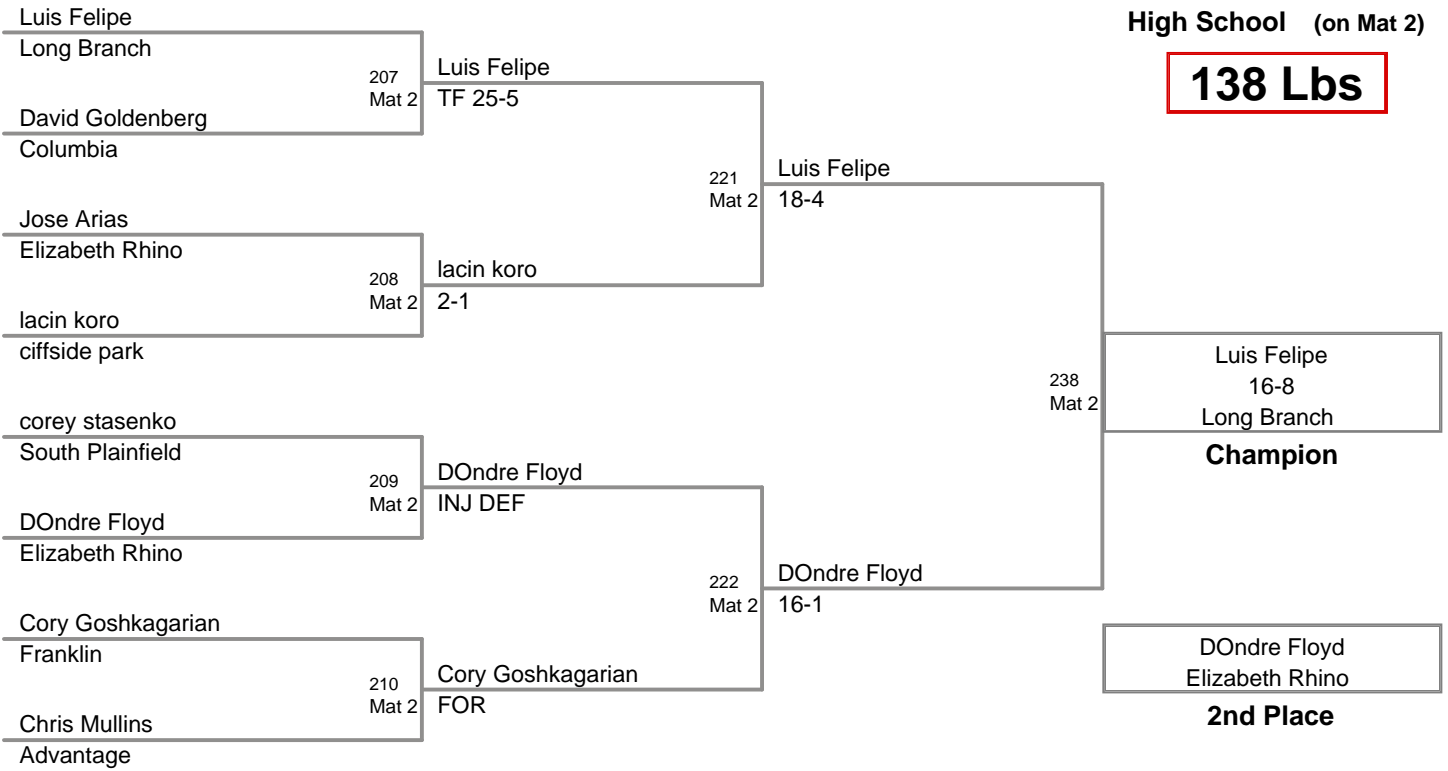 High School (on Mat 2)
138 Lbs
Luis Felipe
Long Branch
207
Mat 2
David Goldenberg
Columbia
Luis Felipe
TF 25-5
Jose Arias
Elizabeth Rhino
208
Mat 2
lacin koro
ciffside park
lacin koro
2-1
221
Mat 2
Luis Felipe
18-4
corey stasenko
South Plainfield
209
Mat 2
DOndre Floyd
Elizabeth Rhino
DOndre Floyd
INJ DEF
Cory Goshkagarian
Franklin
210
Mat 2
Chris Mullins
Advantage
Cory Goshkagarian
FOR
222
Mat 2
DOndre Floyd
16-1
238
Mat 2
Luis Felipe
16-8
Long Branch
Champion
DOndre Floyd
Elizabeth Rhino
2nd Place